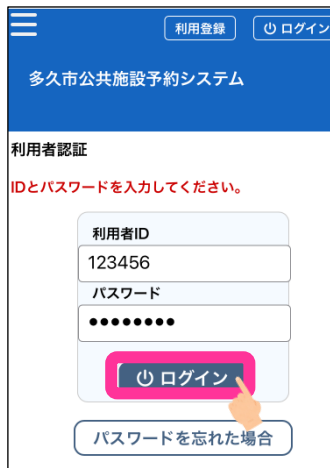 利用登録 ログイン
多久市公共施設予約システム
利用者認証
IDとパスワードを入力してください。
利用者ID
123456
パスワード
●●●●●●●●
ログイン
パスワードを忘れた場合